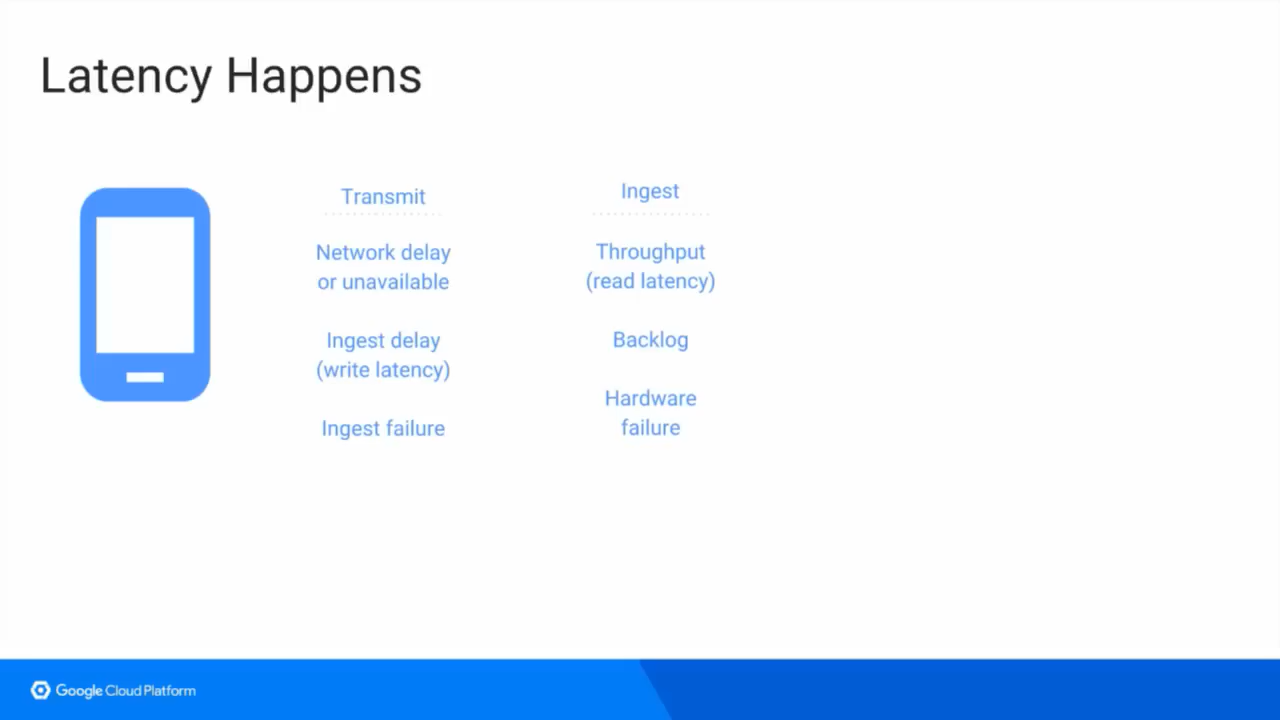 Latency Happens
Transmit
Network delay
or unavailable
Ingest delay
(write latency)
Ingest failure
Ingest
Throughput
(read latency)
Backlog
Hardware
failure
Google Cloud Platform